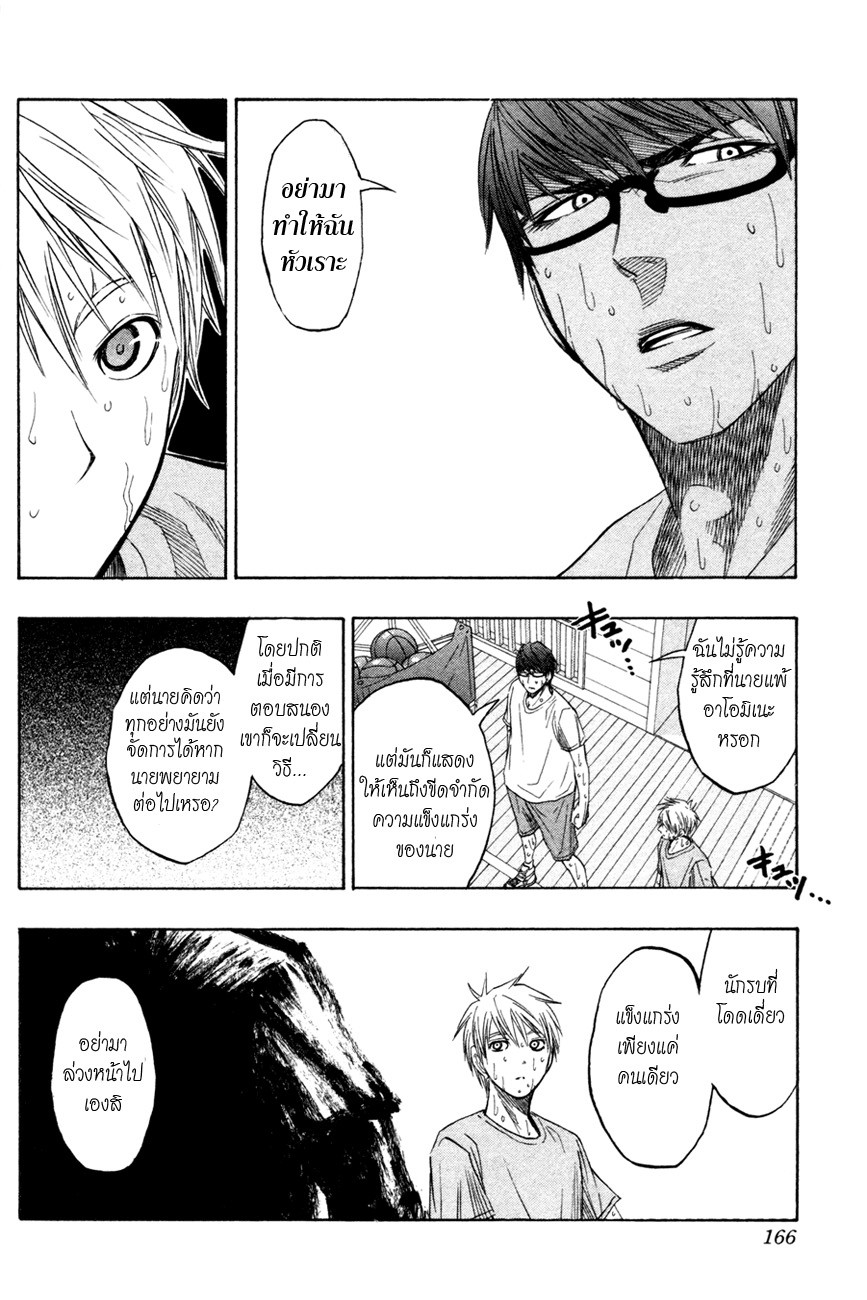 อย่ามา
ทำให้ฉัน
หัวเราะ
ฉันไม่รู้ความ
รู้สึกที่นายแพ้
อาโอมิเนะ
หรอก
キュッ...
แต่มันก็แสดง
ให้เห็นถึงขีดจำกัด
ความแข็งแกร่ง
ของนาย
キュッ...
โดยปกติ
เมื่อมีการ
ตอบสนอง
เขาก็จะเปลี่ยน
วิธี...
แต่นายคิดว่า
ทุกอย่างมันยัง
จัดการได้หาก
นายพยายาม
ต่อไปเหรอ?
นักรบที่
โดดเดี่ยว
แข็งแกร่ง
เพียงแค่
คนเดียว
อย่ามา
ล่วงหน้าไป
เองสิ
166